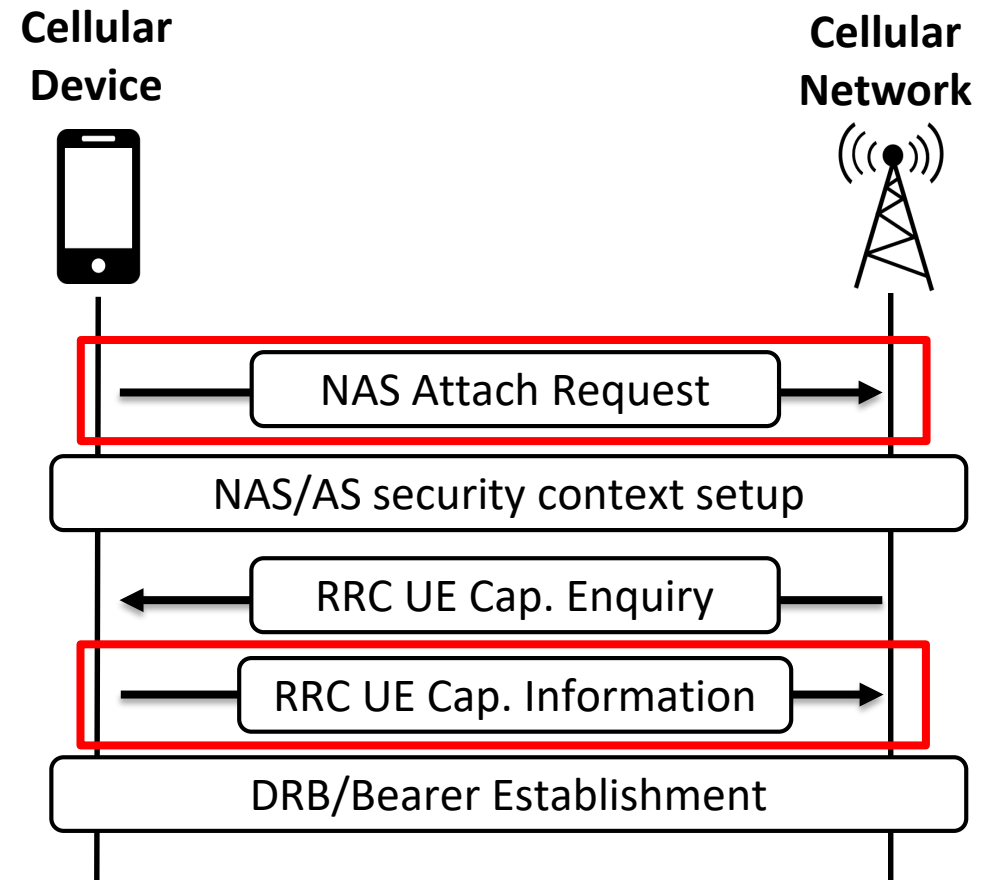 Cellular
Device
Cellular
Network
NAS Attach Request
NAS/AS security context setup
RRC UE Cap. Enquiry
RRC UE Cap. Information
DRB/Bearer Establishment